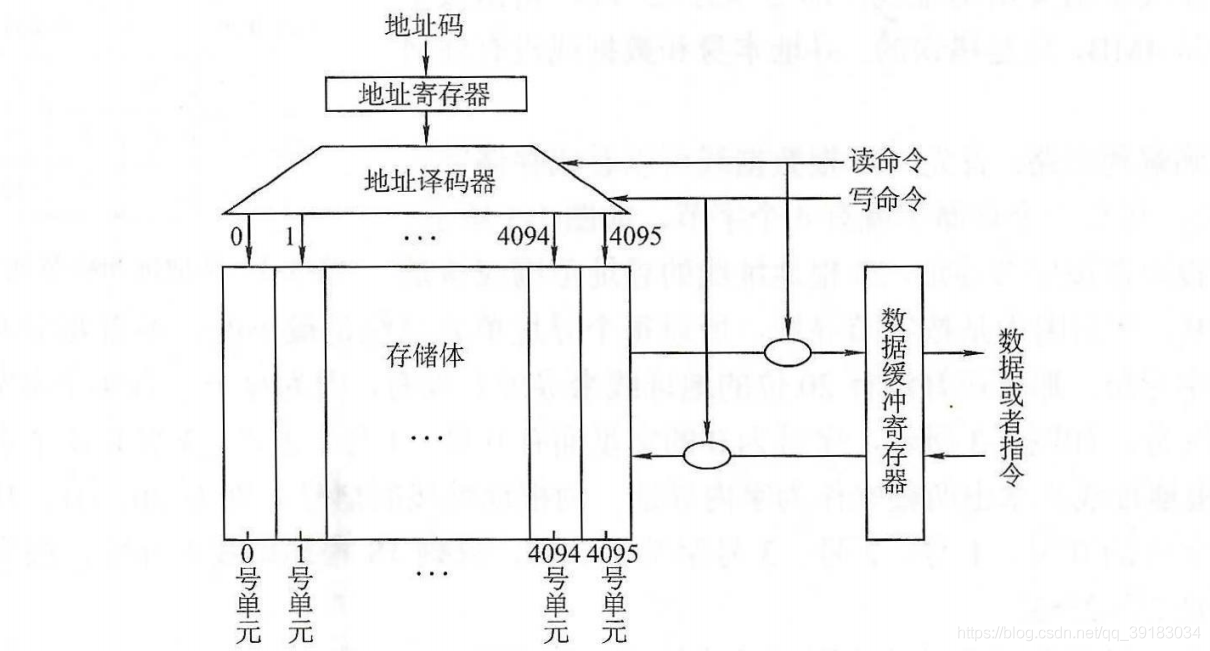 地址码
地址寄存器
地址译码器
读命令
写命令
0 1 … 4094 4095
存储体
…
数据缓冲寄存器
数据或者指令
0号单元
1号单元
…
4094号单元
4095号单元
https://blog.csdn.net/qq_39183034